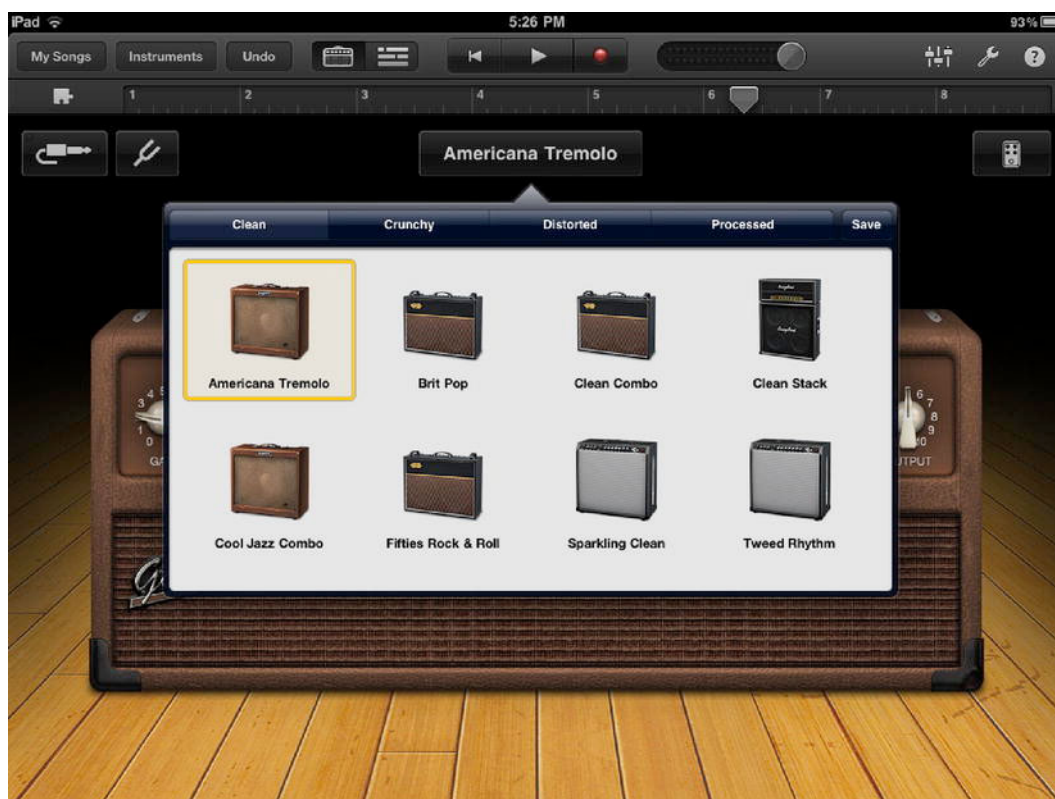 iPad 5:26 PM 93%
My Songs Instruments Undo ?
1 2 3 4 5 6 7 8
Americana Tremolo
Clean Crunchy Distorted Processed Save
Americana Tremolo Brit Pop Clean Combo Clean Stack
Cool Jazz Combo Fifties Rock & Roll Sparkling Clean Tweed Rhythm